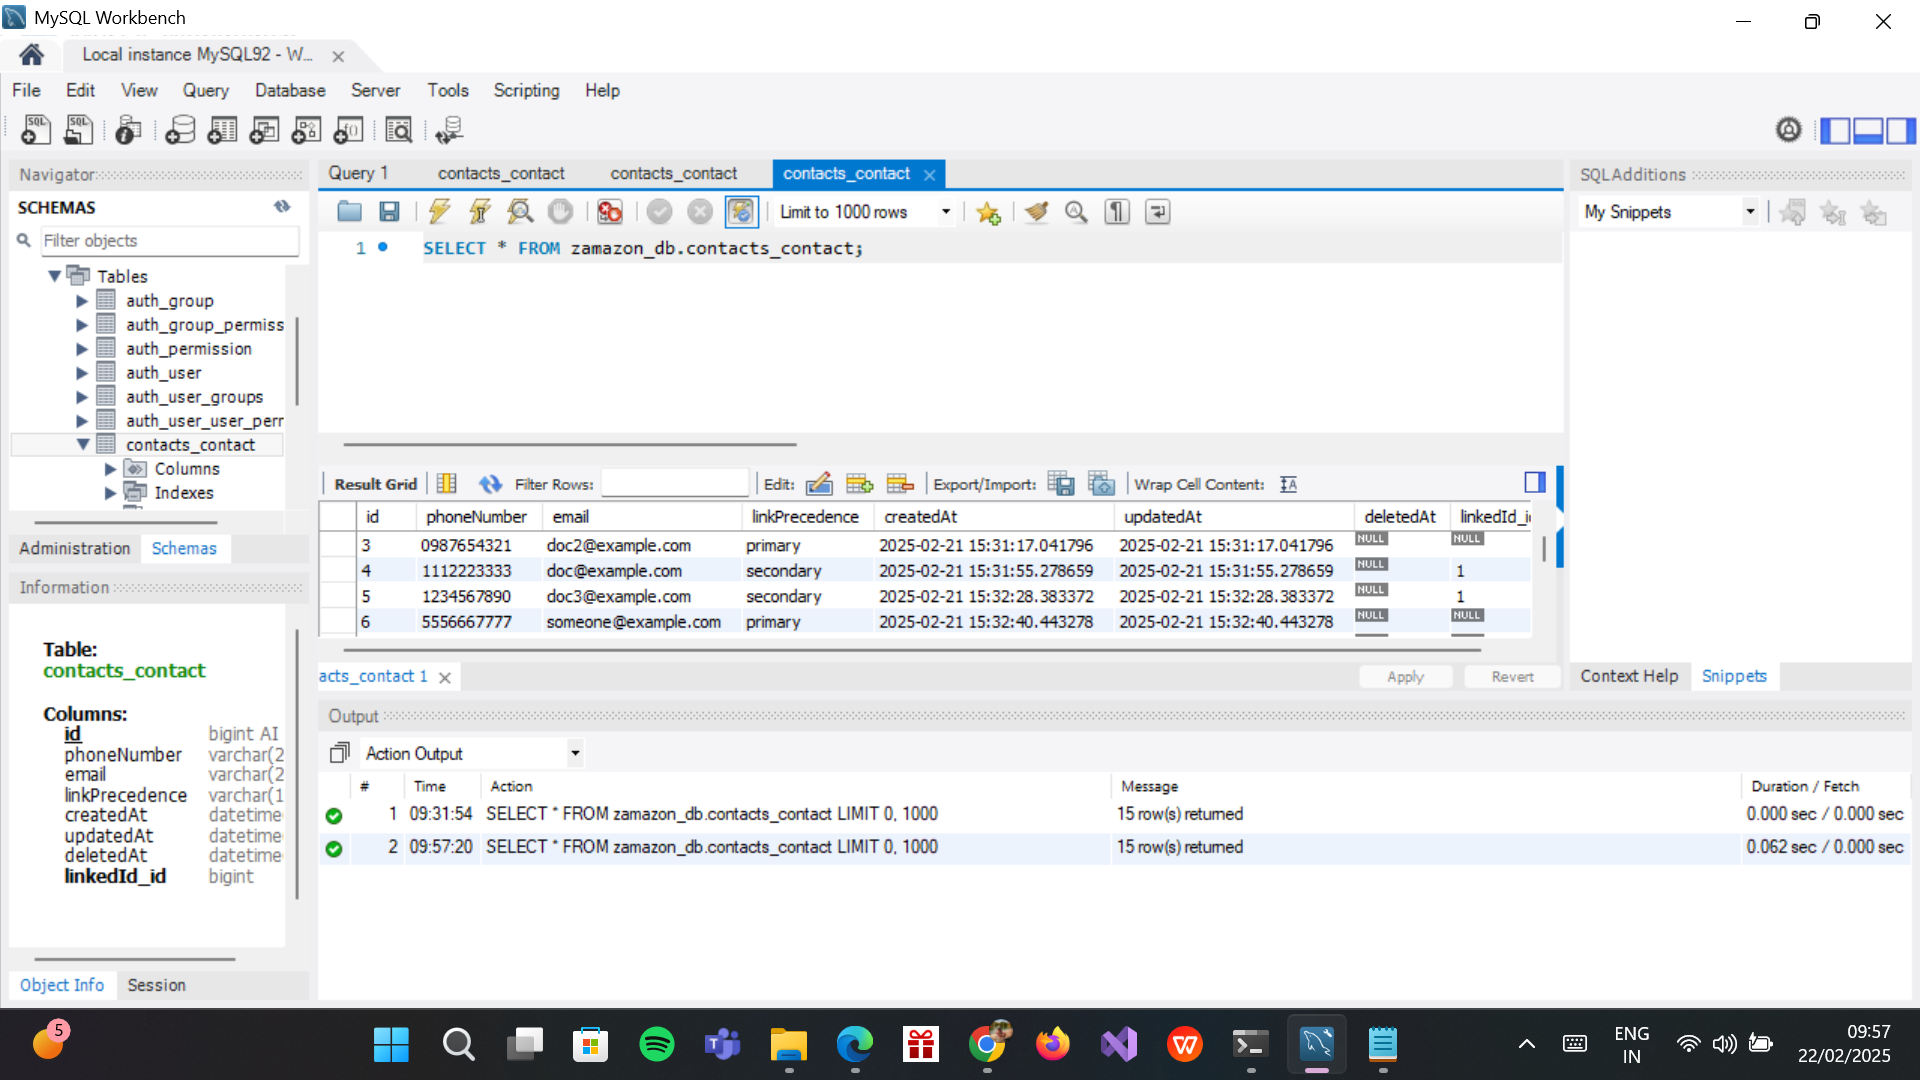 MySQL Workbench
Local instance MySQL92 - W...
File Edit View Query Database Server Tools Scripting Help
Navigator
SCHEMAS
Filter objects
Tables
auth_group
auth_group_permiss
auth_permission
auth_user
auth_user_groups
auth_user_user_perr
contacts_contact
Columns
Indexes
Administration Schemas
Information
Table:
contacts_contact
Columns:
id bigint AI
phoneNumber varchar(2
email varchar(2
linkPrecedence varchar(1
createdAt datetime
updatedAt datetime
deletedAt datetime
linkedId_id bigint
Object Info Session
Query 1 contacts_contact contacts_contact contacts_contact
Limit to 1000 rows
1 SELECT * FROM zamazon_db.contacts_contact;
Result Grid Filter Rows: Edit: Export/Import: Wrap Cell Content:
id phoneNumber email linkPrecedence createdAt updatedAt deletedAt linkedId_i
3 0987654321 doc2@example.com primary 2025-02-21 15:31:17.041796 2025-02-21 15:31:17.041796 NULL NULL
4 1112223333 doc@example.com secondary 2025-02-21 15:31:55.278659 2025-02-21 15:31:55.278659 NULL 1
5 1234567890 doc3@example.com secondary 2025-02-21 15:32:28.383372 2025-02-21 15:32:28.383372 NULL 1
6 5556667777 someone@example.com primary 2025-02-21 15:32:40.443278 2025-02-21 15:32:40.443278 NULL NULL
acts_contact 1 Apply Revert
Output
Action Output
# Time Action Message Duration / Fetch
1 09:31:54 SELECT * FROM zamazon_db.contacts_contact LIMIT 0, 1000 15 row(s) returned 0.000 sec / 0.000 sec
2 09:57:20 SELECT * FROM zamazon_db.contacts_contact LIMIT 0, 1000 15 row(s) returned 0.062 sec / 0.000 sec
SQLAdditions
My Snippets
Context Help Snippets
5
ENG
IN
09:57
22/02/2025